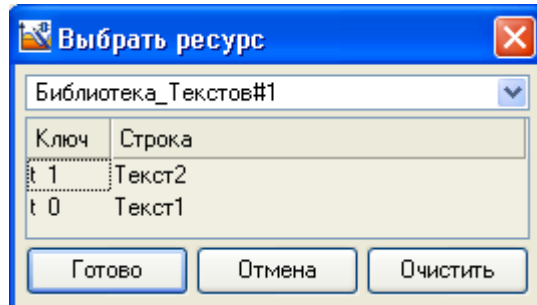 Выбрать ресурс
Библиотека_Текстов#1
Ключ Строка
t 1 Текст2
t 0 Текст1
Готово Отмена Очистить